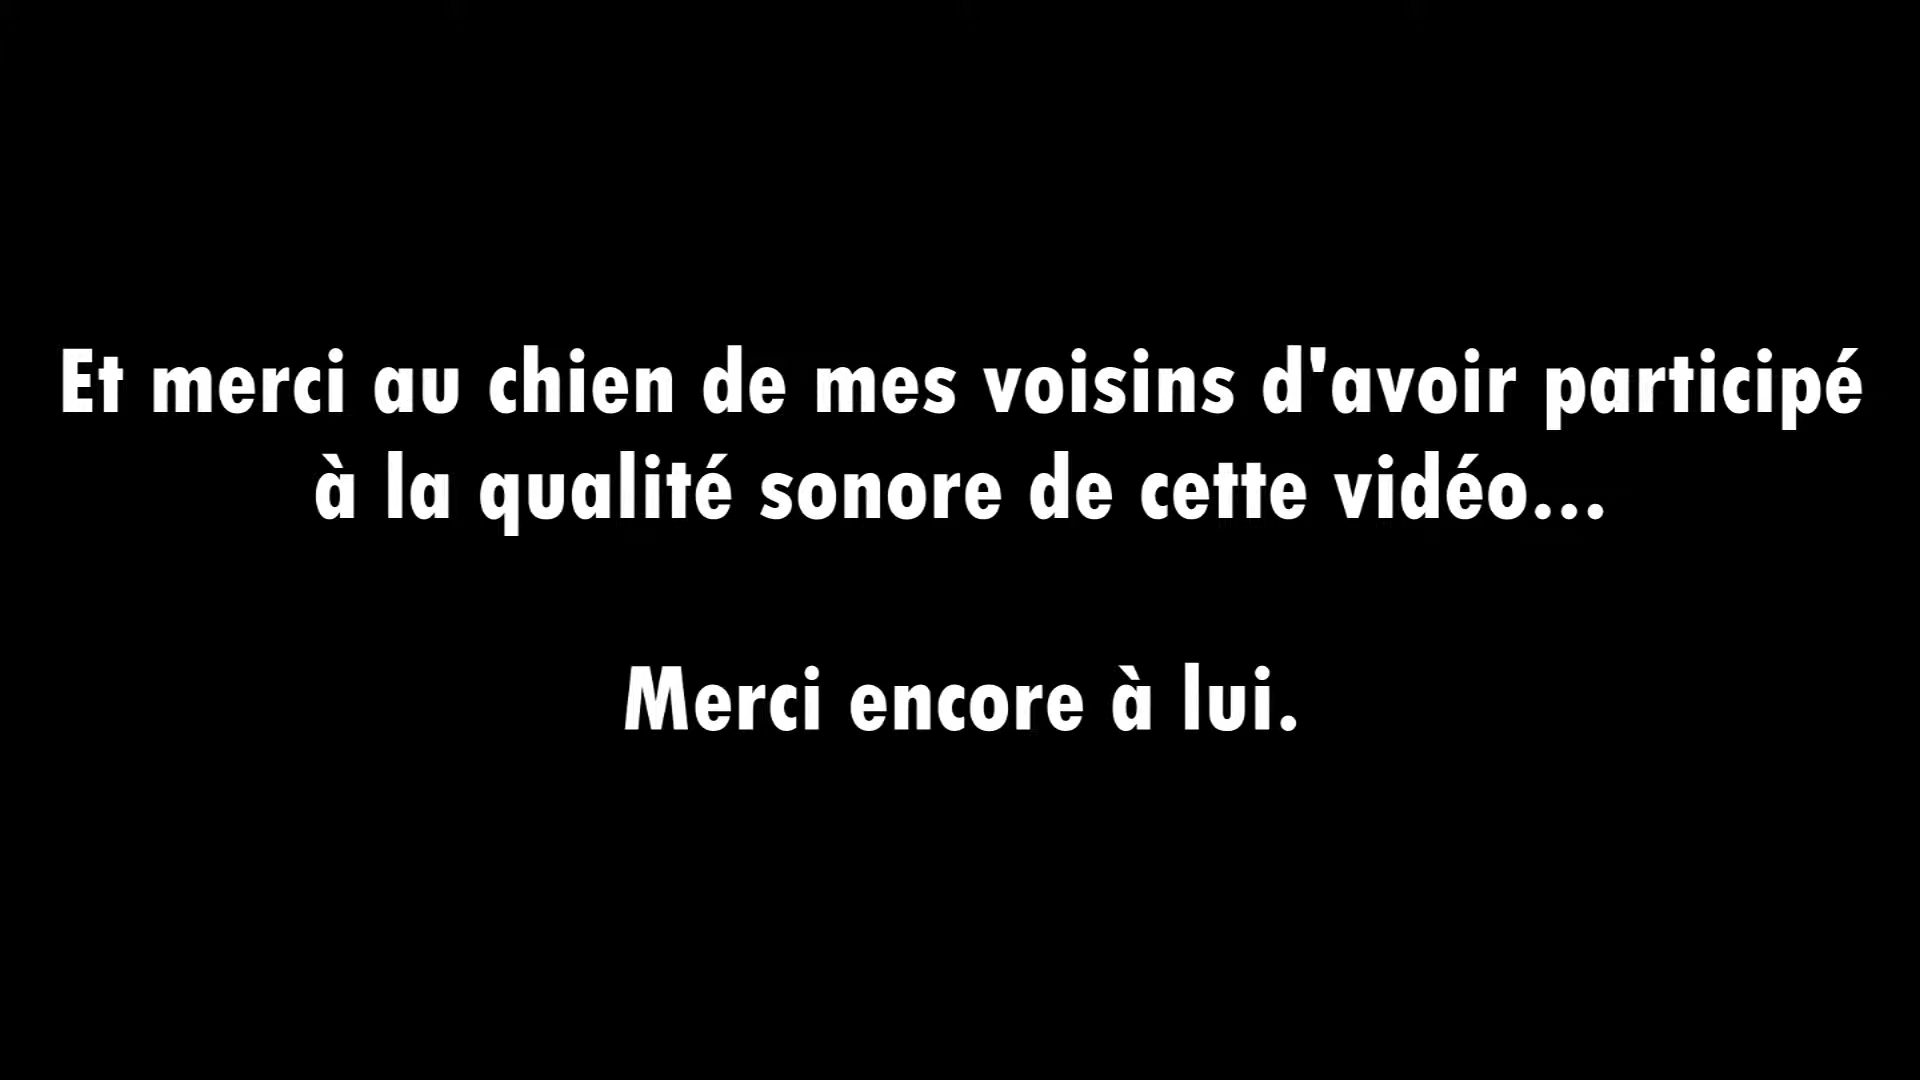 Et merci au chien de mes voisins d'avoir participé
à la qualité sonore de cette vidéo...
Merci encore à lui.